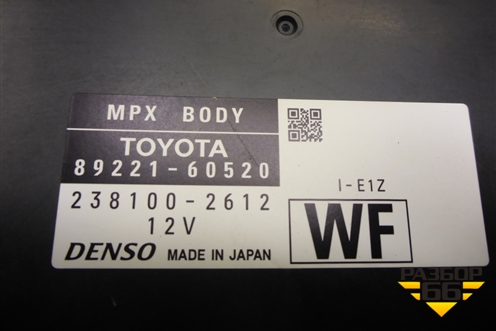 MPX BODY
TOYOTA
89221-60520
238100-2612
12V
DENSO MADE IN JAPAN
I-E1Z
WF
РАЗБОР
66